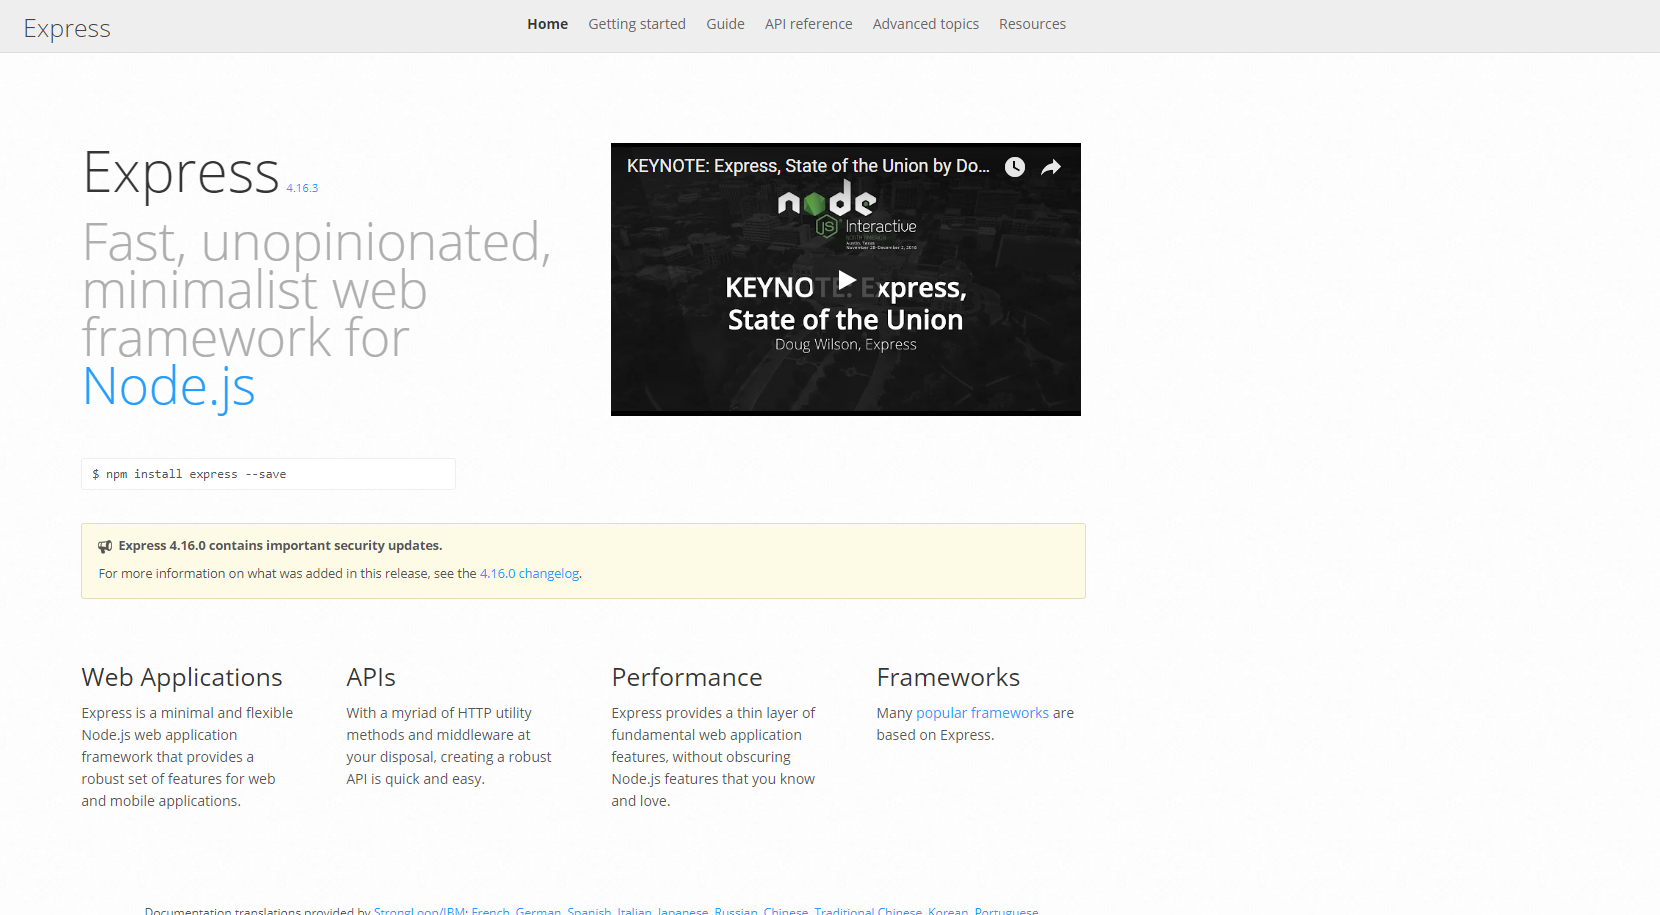 Express
Home Getting started Guide API reference Advanced topics Resources
Express 4.16.3
Fast, unopinionated,
minimalist web
framework for
Node.js
KEYNOTE: Express, State of the Union by Do...
node
JS Interactive
Austin, Texas
November 29-December 2, 2016
KEYNOTE: Express,
State of the Union
Doug Wilson, Express
$ npm install express --save
Express 4.16.0 contains important security updates.
For more information on what was added in this release, see the 4.16.0 changelog.
Web Applications
Express is a minimal and flexible
Node.js web application
framework that provides a
robust set of features for web
and mobile applications.
APIs
With a myriad of HTTP utility
methods and middleware at
your disposal, creating a robust
API is quick and easy.
Performance
Express provides a thin layer of
fundamental web application
features, without obscuring
Node.js features that you know
and love.
Frameworks
Many popular frameworks are
based on Express.
Documentation translations provided by StrongLoop/IBM: French, German, Spanish, Italian, Japanese, Russian, Chinese, Traditional Chinese, Korean, Portuguese.